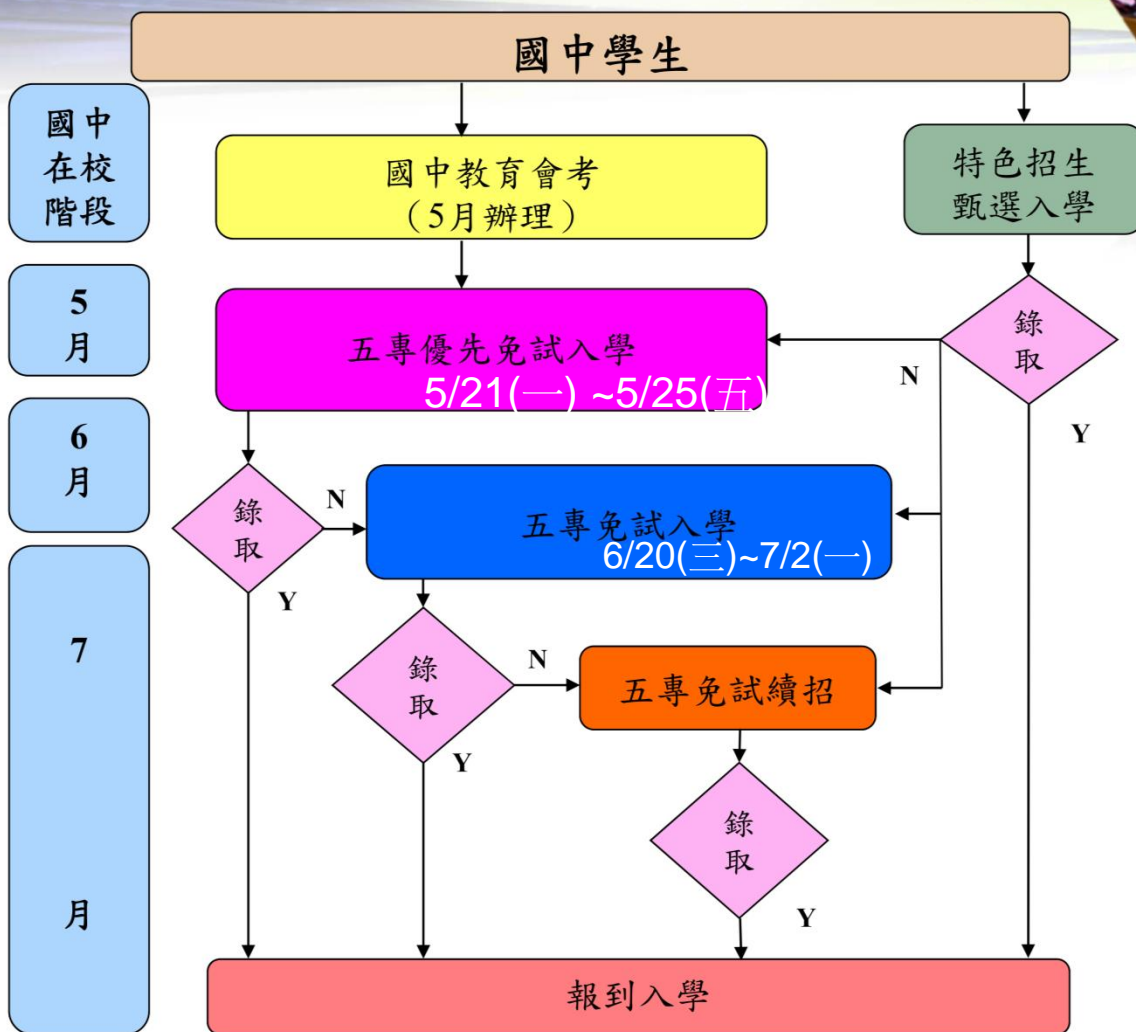 國中學生
國中
在校
階段
國中教育會考
（5月辦理）
特色招生
甄選入學
5
月
五專優先免試入學
5/21(一) ~5/25(五)
錄
取
N
Y
6
月
錄
取
N
Y
五專免試入學
6/20(三)~7/2(一)
7
月
錄
取
N
Y
五專免試續招
錄
取
Y
報到入學